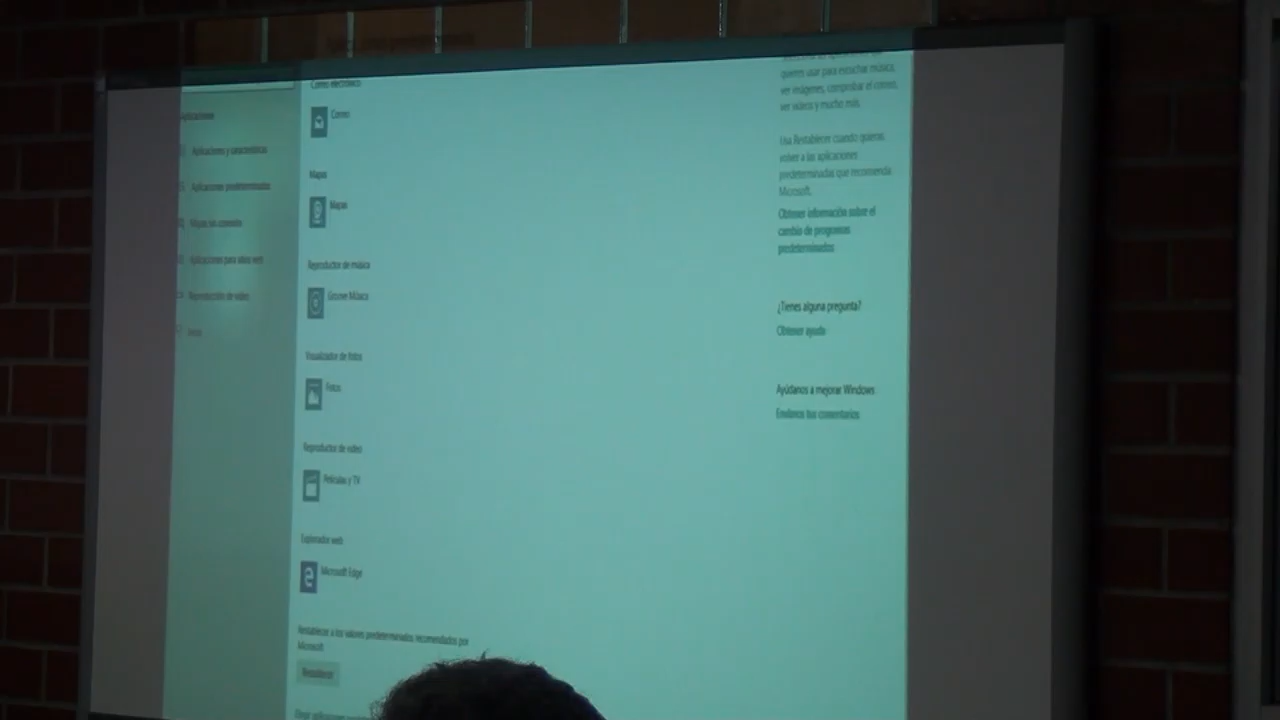 Aplicaciones
Aplicaciones y características
Aplicaciones predeterminadas
Mapas sin conexión
Aplicaciones para sitios web
Reproducción de video
Correo electrónico
Correo
Mapas
Mapas
Reproductor de música
Groove Música
Visualizador de fotos
Fotos
Reproductor de video
Películas y TV
Explorador web
Microsoft Edge
Restablecer a los valores predeterminados recomendados por
Microsoft
Restablecer
quieres usar para escuchar música,
ver imágenes, comprobar el correo,
ver videos y mucho más.
Usa Restablecer cuando quieras
volver a las aplicaciones
predeterminadas que recomienda
Microsoft.
Obtener información sobre el
cambio de programas
predeterminados
¿Tienes alguna pregunta?
Obtener ayuda
Ayúdanos a mejorar Windows
Envíanos tus comentarios